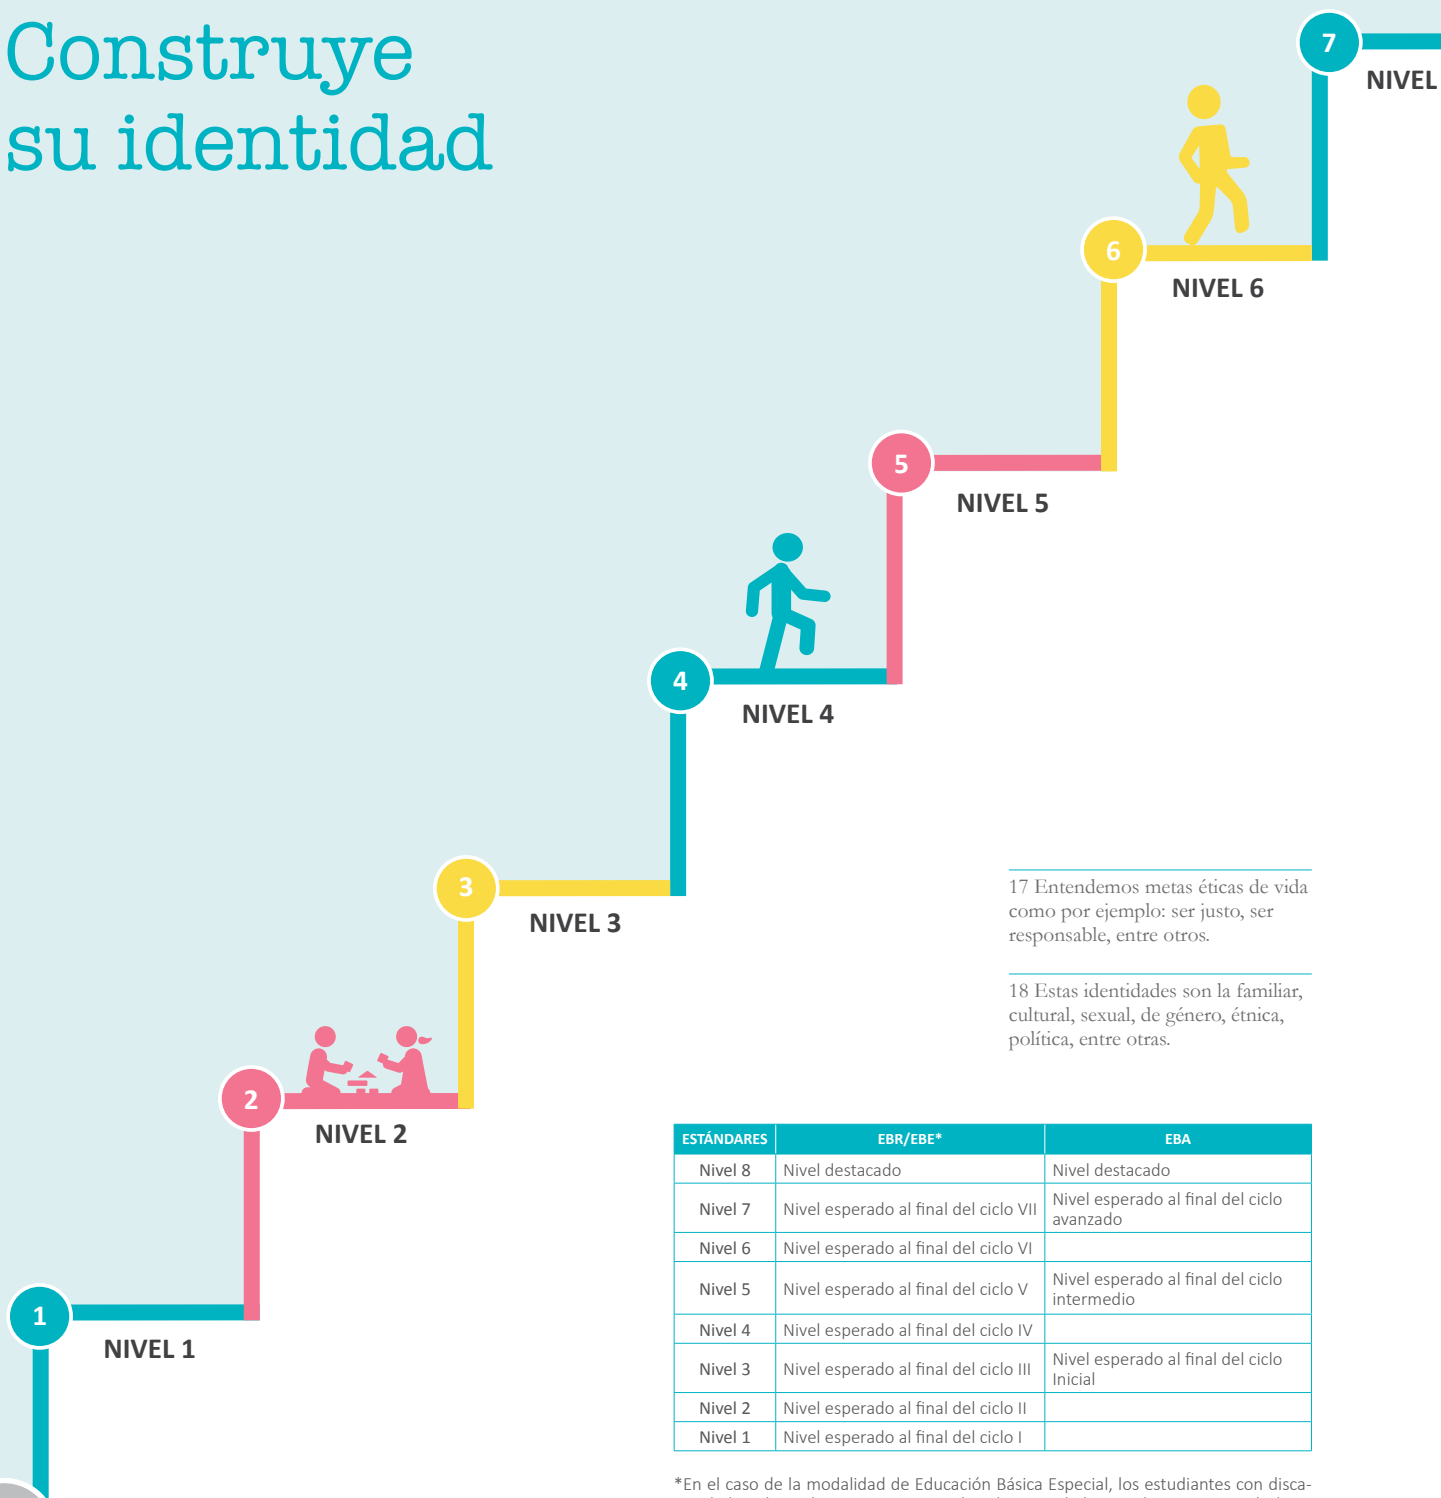 Construye
su identidad
7
NIVEL
6
NIVEL 6
5
NIVEL 5
4
NIVEL 4
3
NIVEL 3
2
NIVEL 2
1
NIVEL 1
17 Entendemos metas éticas de vida
como por ejemplo: ser justo, ser
responsable, entre otros.
18 Estas identidades son la familiar,
cultural, sexual, de género, étnica,
política, entre otras.
ESTÁNDARES EBR/EBE* EBA
Nivel 8 Nivel destacado Nivel destacado
Nivel 7 Nivel esperado al final del ciclo VII Nivel esperado al final del ciclo
avanzado
Nivel 6 Nivel esperado al final del ciclo VI
Nivel 5 Nivel esperado al final del ciclo V Nivel esperado al final del ciclo
intermedio
Nivel 4 Nivel esperado al final del ciclo IV
Nivel 3 Nivel esperado al final del ciclo III Nivel esperado al final del ciclo
Inicial
Nivel 2 Nivel esperado al final del ciclo II
Nivel 1 Nivel esperado al final del ciclo I
*En el caso de la modalidad de Educación Básica Especial, los estudiantes con disca-